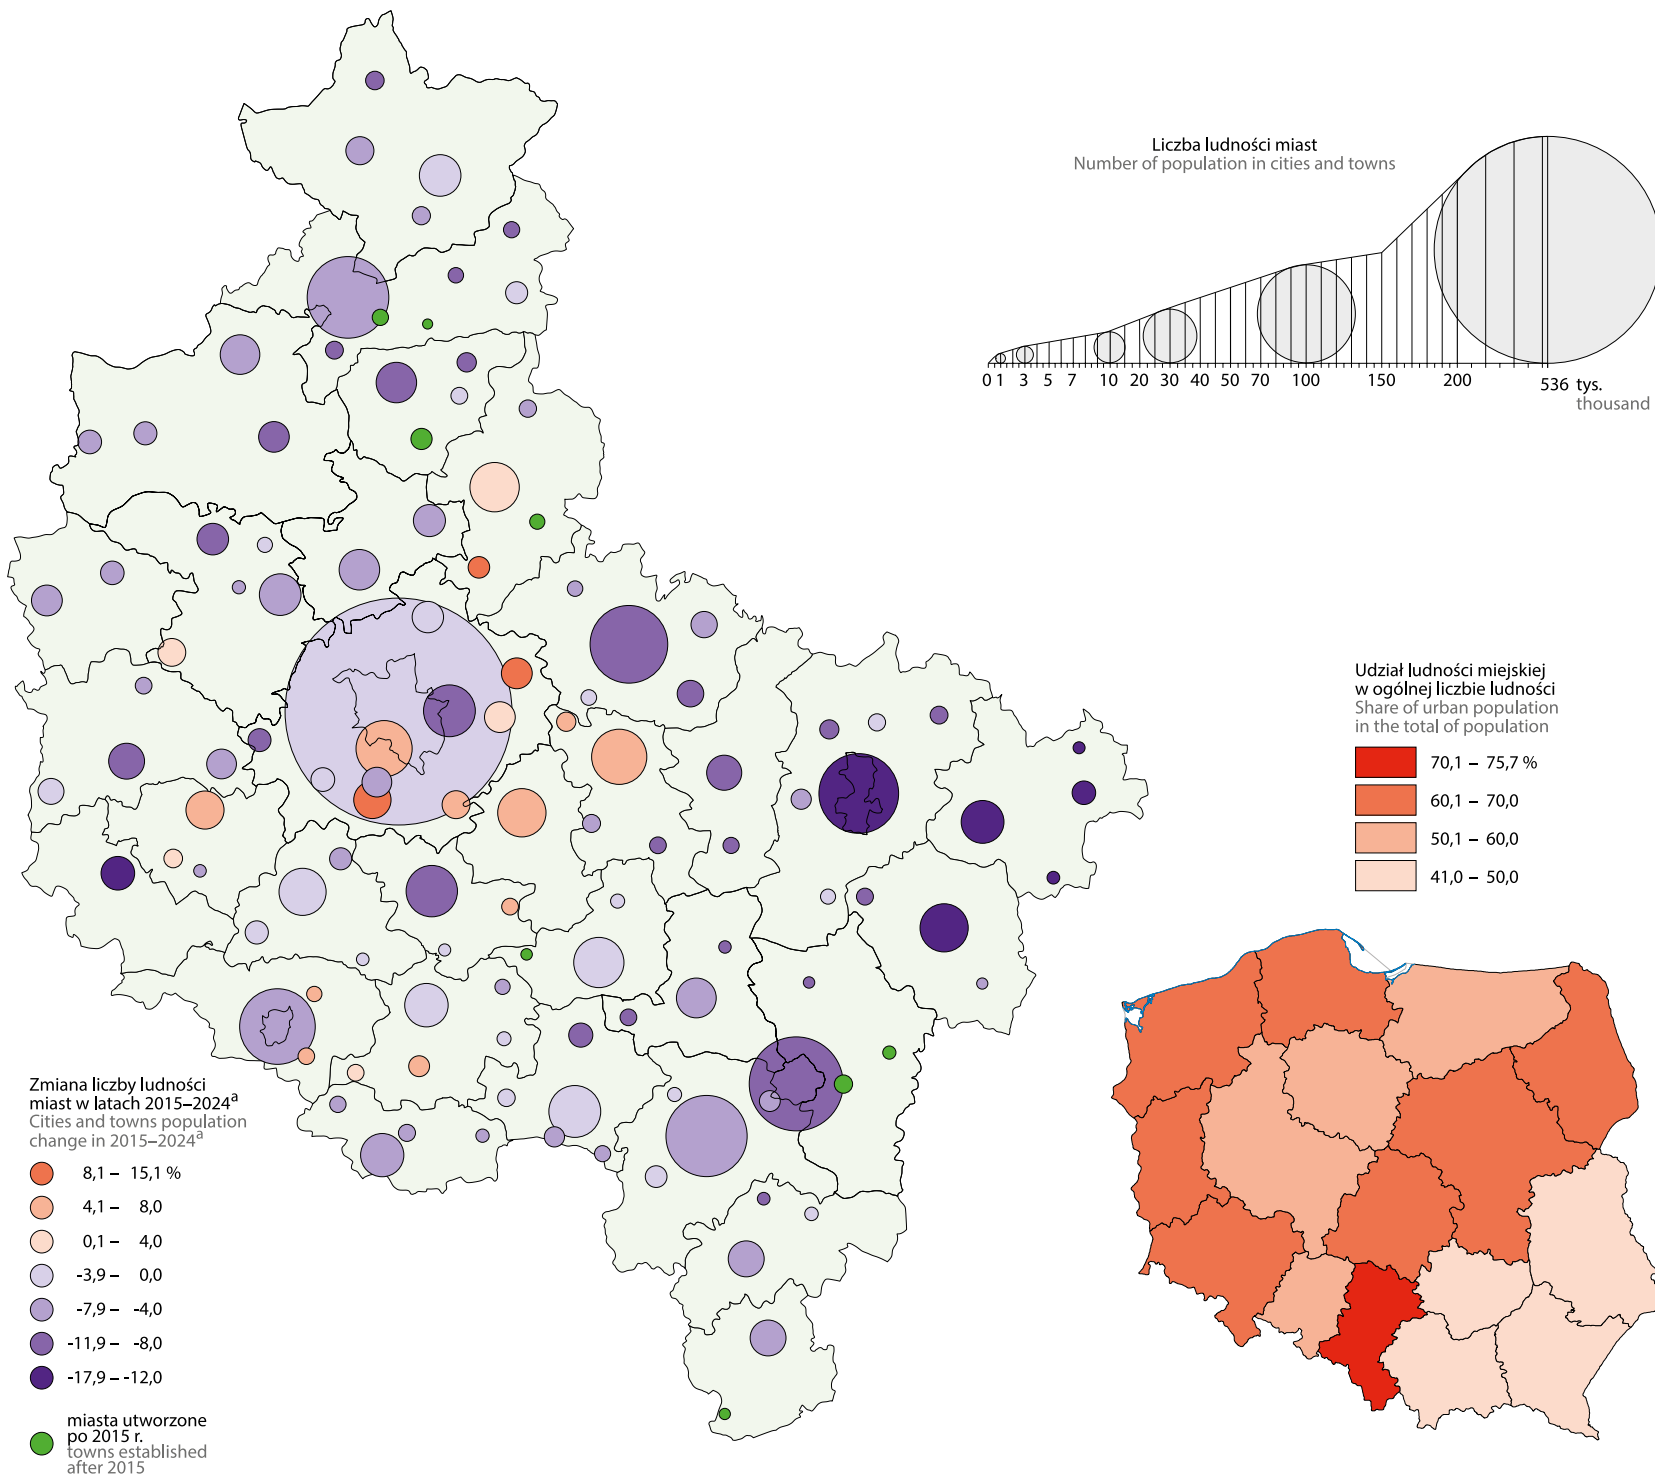 Liczba ludności miast
Number of population in cities and towns
0 1 3 5 7 10 20 30 40 50 70 100 150 200 536 tys.
thousand
Udział ludności miejskiej
w ogólnej liczbie ludności
Share of urban population
in the total of population
70,1 – 75,7 %
60,1 – 70,0
50,1 – 60,0
41,0 – 50,0
Zmiana liczby ludności
miast w latach 2015–2024ᵃ
Cities and towns population
change in 2015–2024ᵃ
8,1 – 15,1 %
4,1 – 8,0
0,1 – 4,0
-3,9 – 0,0
-7,9 – -4,0
-11,9 – -8,0
-17,9 – -12,0
miasta utworzone
po 2015 r.
towns established
after 2015